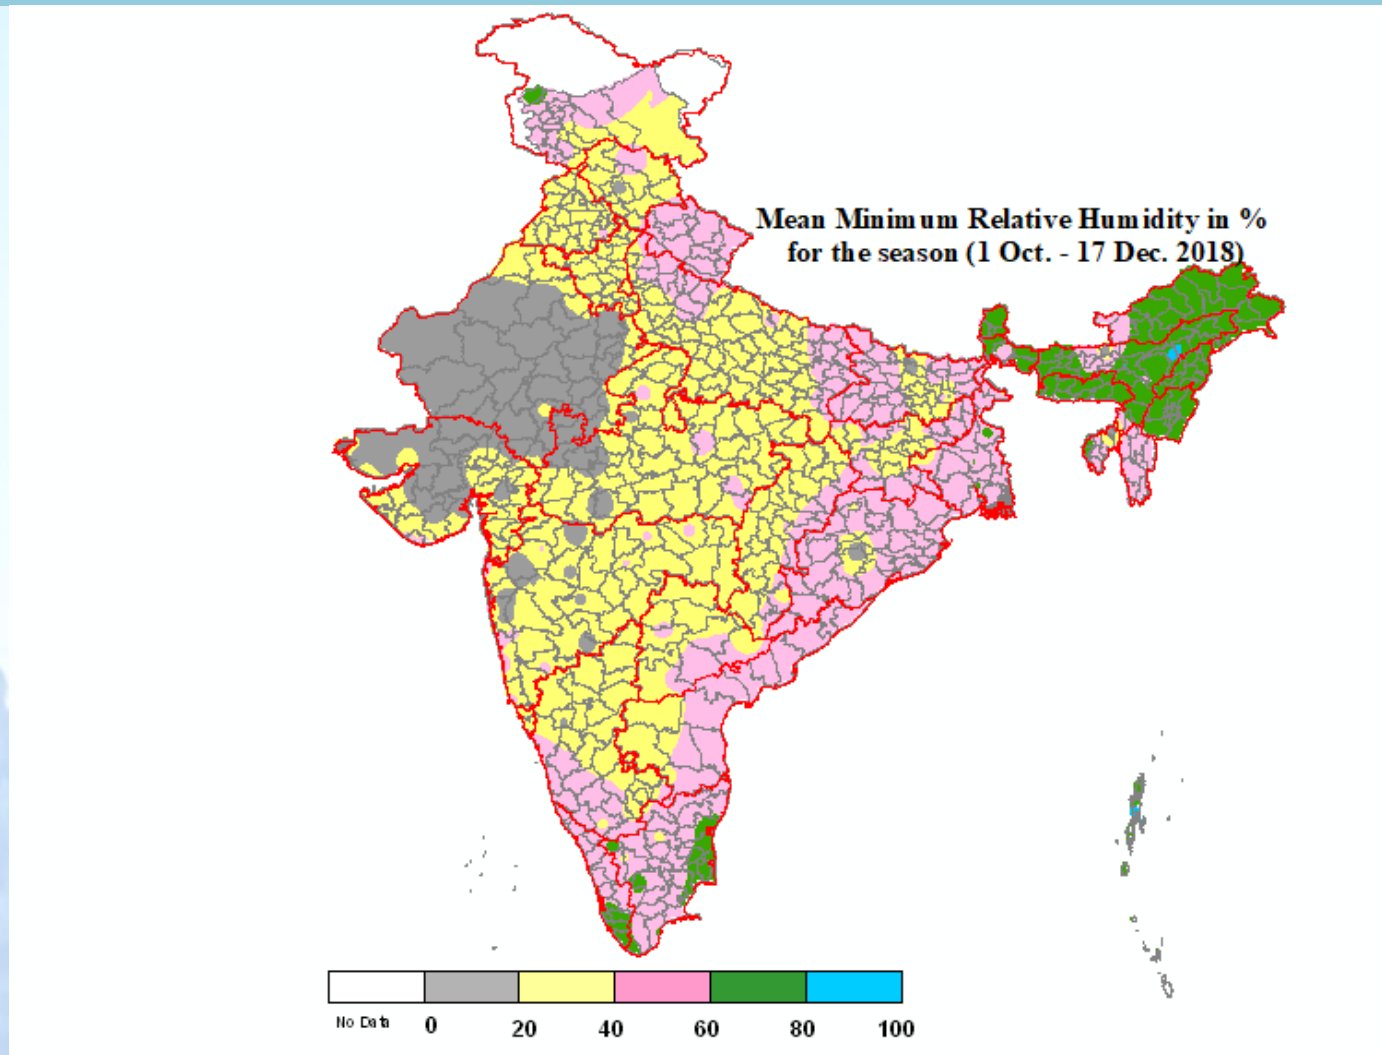 Mean Minimum Relative Humidity in %
for the season (1 Oct. - 17 Dec. 2018)
No Data 0 20 40 60 80 100